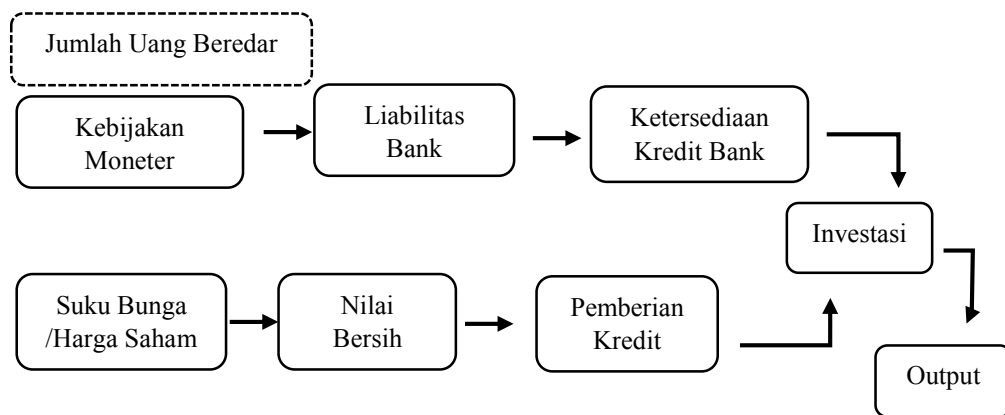 Jumlah Uang Beredar
Kebijakan
Moneter
Liabilitas
Bank
Ketersediaan
Kredit Bank
Investasi
Suku Bunga
/Harga Saham
Nilai
Bersih
Pemberian
Kredit
Output